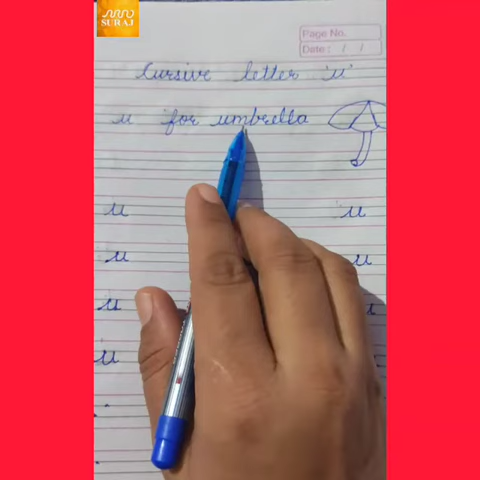 SURAJ
Page No.
Date: / /
Cursive letter 'u'
u for umbrella
u u
u u
u
u